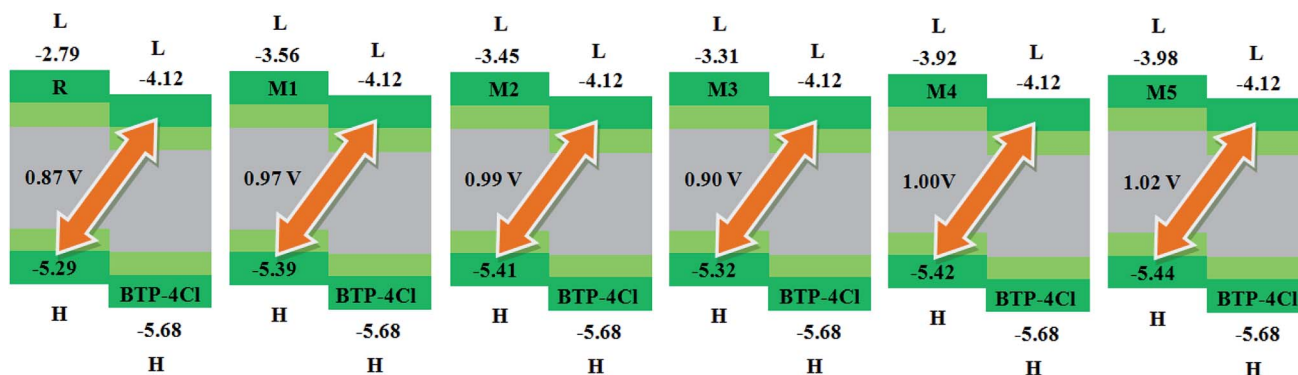 L
-2.79
L
-4.12
R
0.87 V
-5.29
BTP-4Cl
H
-5.68
H
L
-3.56
L
-4.12
M1
0.97 V
-5.39
BTP-4Cl
H
-5.68
H
L
-3.45
L
-4.12
M2
0.99 V
-5.41
BTP-4Cl
H
-5.68
H
L
-3.31
L
-4.12
M3
0.90 V
-5.32
BTP-4Cl
H
-5.68
H
L
-3.92
L
-4.12
M4
1.00V
-5.42
BTP-4Cl
H
-5.68
H
L
-3.98
L
-4.12
M5
1.02 V
-5.44
BTP-4Cl
H
-5.68
H